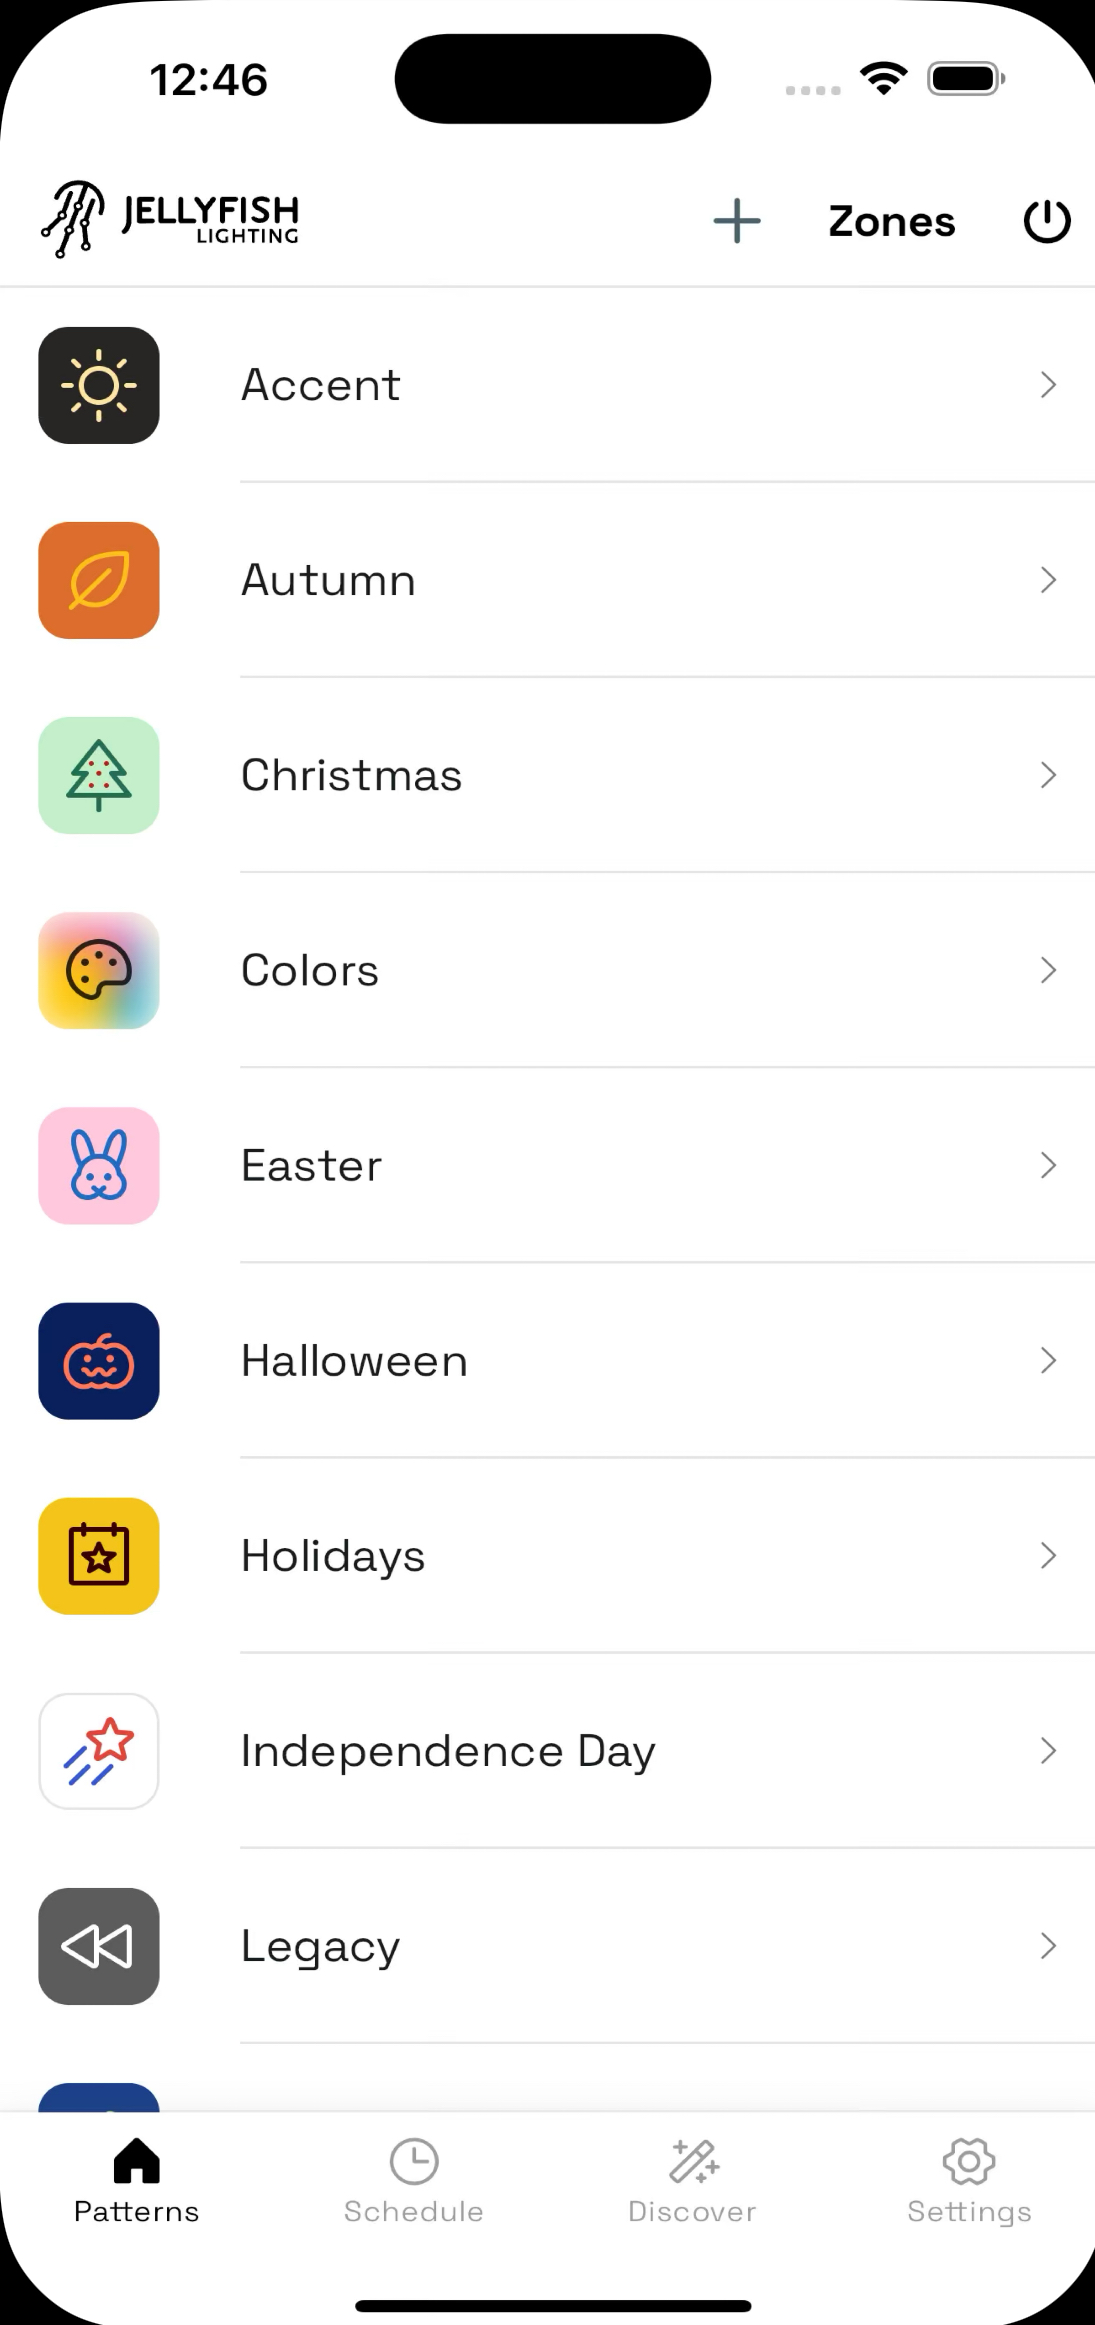 12:46
JELLYFISH
LIGHTING
Zones
Accent
Autumn
Christmas
Colors
Easter
Halloween
Holidays
Independence Day
Legacy
Patterns
Schedule
Discover
Settings